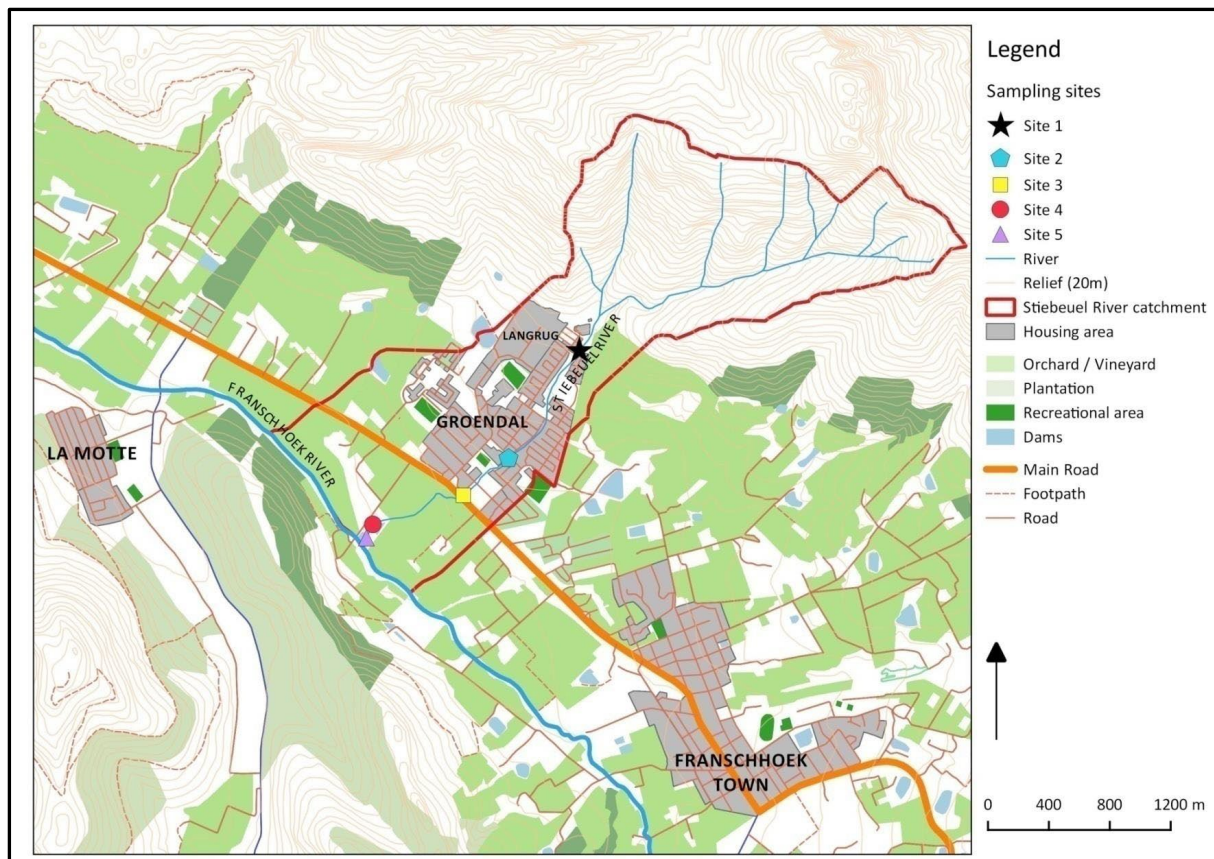 LANGRUG
STIEBEUL RIVER
GROENDAL
FRANSCHHOEK RIVER
LA MOTTE
FRANSCHHOEK
TOWN
Legend
Sampling sites
Site 1
Site 2
Site 3
Site 4
Site 5
River
Relief (20m)
Stiebeuel River catchment
Housing area
Orchard / Vineyard
Plantation
Recreational area
Dams
Main Road
Footpath
Road
0 400 800 1200 m